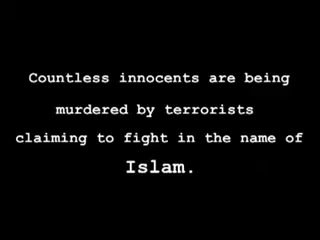 Countless innocents are being
murdered by terrorists
claiming to fight in the name of
Islam.